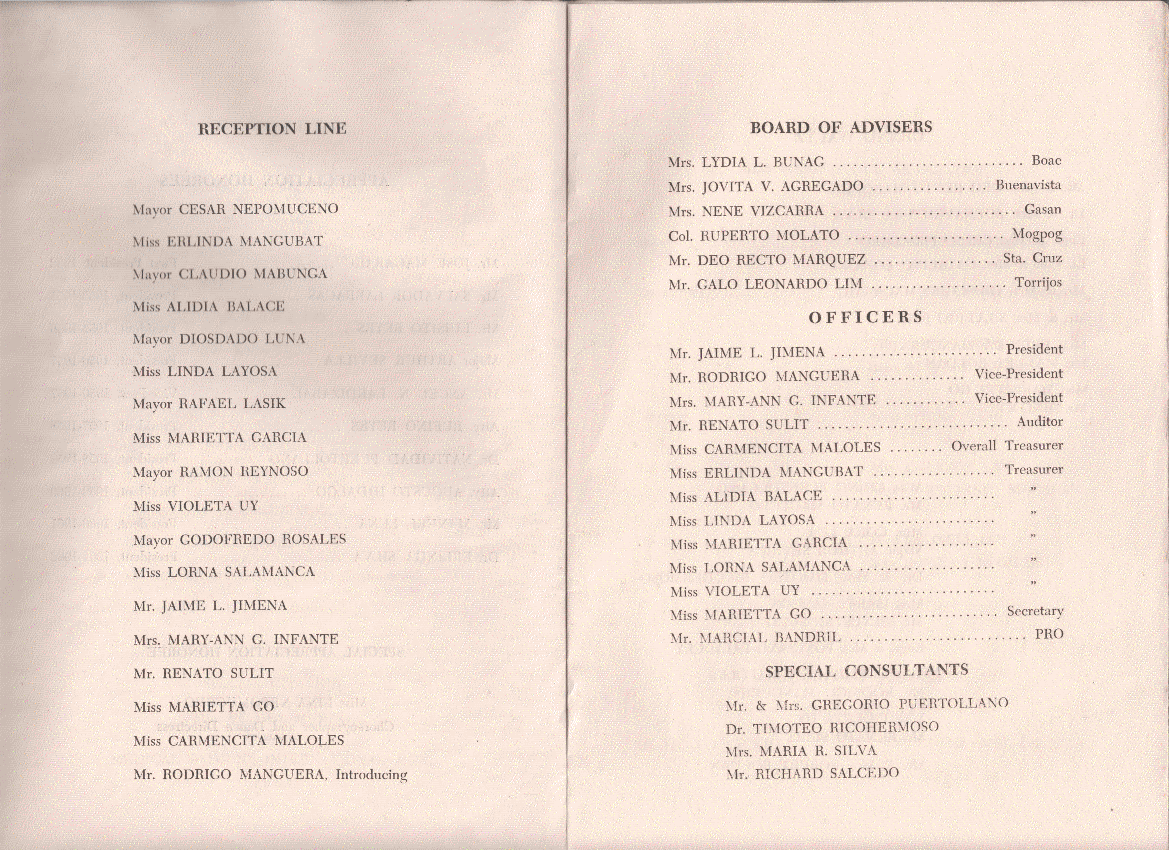 RECEPTION LINE
Mayor CESAR NEPOMUCENO
Miss ERLINDA MANGUBAT
Mayor CLAUDIO MABUNGA
Miss ALIDIA BALACE
Mayor DIOSDADO LUNA
Miss LINDA LAYOSA
Mayor RAFAEL LASIK
Miss MARIETTA GARCIA
Mayor RAMON REYNOSO
Miss VIOLETA UY
Mayor GODOFREDO ROSALES
Miss LORNA SALAMANCA
Mr. JAIME L. JIMENA
Mrs. MARY-ANN G. INFANTE
Mr. RENATO SULIT
Miss MARIETTA GO
Miss CARMENCITA MALOLES
Mr. RODRIGO MANGUERA, Introducing
BOARD OF ADVISERS
Mrs. LYDIA L. BUNAG ............................ Boac
Mrs. JOVITA V. AGREGADO .................. Buenavista
Mrs. NENE VIZCARRA ............................ Gasan
Col. RUPERTO MOLATO ....................... Mogpog
Mr. DEO RECTO MARQUEZ .................... Sta. Cruz
Mr. GALO LEONARDO LIM .................... Torrijos
OFFICERS
Mr. JAIME L. JIMENA ........................ President
Mr. RODRIGO MANGUERA .............. Vice-President
Mrs. MARY-ANN G. INFANTE ........... Vice-President
Mr. RENATO SULIT ............................ Auditor
Miss CARMENCITA MALOLES ........ Overall Treasurer
Miss ERLINDA MANGUBAT .................. Treasurer
Miss ALIDIA BALACE ........................ ”
Miss LINDA LAYOSA ......................... ”
Miss MARIETTA GARCIA .................... ”
Miss LORNA SALAMANCA .................... ”
Miss VIOLETA UY ........................... ”
Miss MARIETTA GO .......................... Secretary
Mr. MARCIAL BANDRIL .......................... PRO
SPECIAL CONSULTANTS
Mr. & Mrs. GREGORIO PUERTOLLANO
Dr. TIMOTEO RICOHERMOSO
Mrs. MARIA R. SILVA
Mr. RICHARD SALCEDO